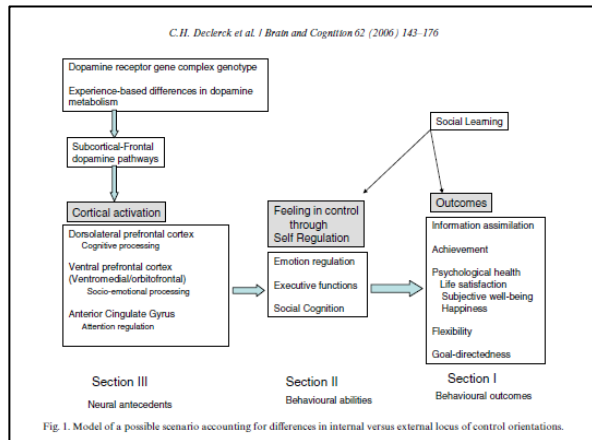 C.H. Declerck et al. / Brain and Cognition 62 (2006) 143–176
Dopamine receptor gene complex genotype
Experience-based differences in dopamine
metabolism
Social Learning
Subcortical-Frontal
dopamine pathways
Cortical activation
Dorsolateral prefrontal cortex
Cognitive processing
Ventral prefrontal cortex
(Ventromedial/orbitofrontal)
Socio-emotional processing
Anterior Cingulate Gyrus
Attention regulation
Feeling in control
through
Self Regulation
Emotion regulation
Executive functions
Social Cognition
Outcomes
Information assimilation
Achievement
Psychological health
Life satisfaction
Subjective well-being
Happiness
Flexibility
Goal-directedness
Section III
Neural antecedents
Section II
Behavioural abilities
Section I
Behavioural outcomes
Fig. 1. Model of a possible scenario accounting for differences in internal versus external locus of control orientations.